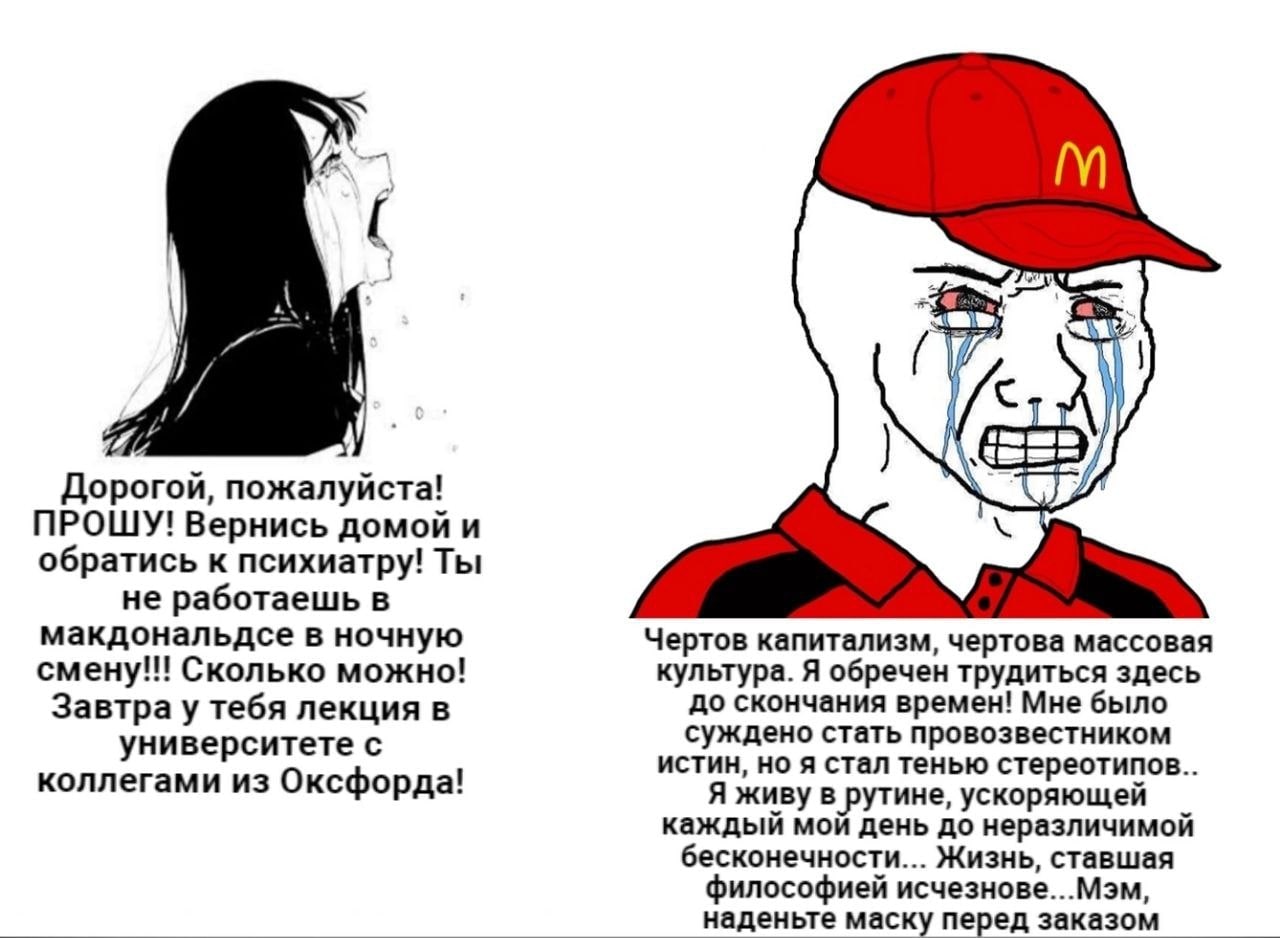 M
Дорогой, пожалуйста!
ПРОШУ! Вернись домой и
обратись к психиатру! Ты
не работаешь в
макдональдсе в ночную
смену!!! Сколько можно!
Завтра у тебя лекция в
университете с
коллегами из Оксфорда!
Чертов капитализм, чертова массовая
культура. Я обречен трудиться здесь
до скончания времен! Мне было
суждено стать провозвестником
истин, но я стал тенью стереотипов..
Я живу в рутине, ускоряющей
каждый мой день до неразличимой
бесконечности... Жизнь, ставшая
философией исчезнове...Мэм,
наденьте маску перед заказом